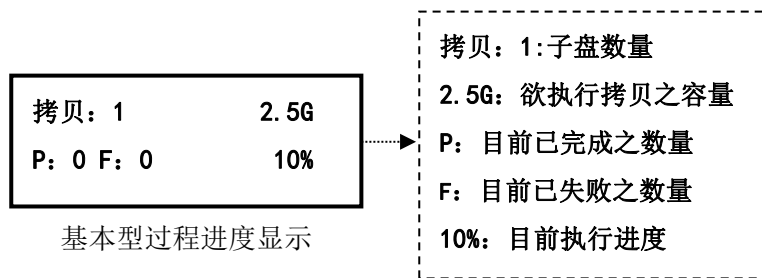 拷贝：1 2.5G
P：0 F：0 10%
基本型过程进度显示
拷贝：1:子盘数量
2.5G：欲执行拷贝之容量
P：目前已完成之数量
F：目前已失败之数量
10%：目前执行进度